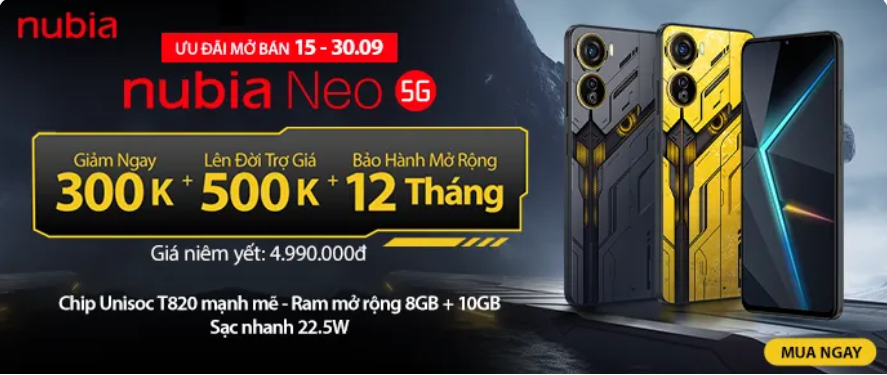 nubia
ƯU ĐÃI MỞ BÁN 15 - 30.09
nubia Neo 5G
Giảm Ngay
300K
+
Lên Đời Trợ Giá
500K
+
Bảo Hành Mở Rộng
12 Tháng
Giá niêm yết: 4.990.000đ
Chip Unisoc T820 mạnh mẽ - Ram mở rộng 8GB + 10GB
Sạc nhanh 22.5W
MUA NGAY